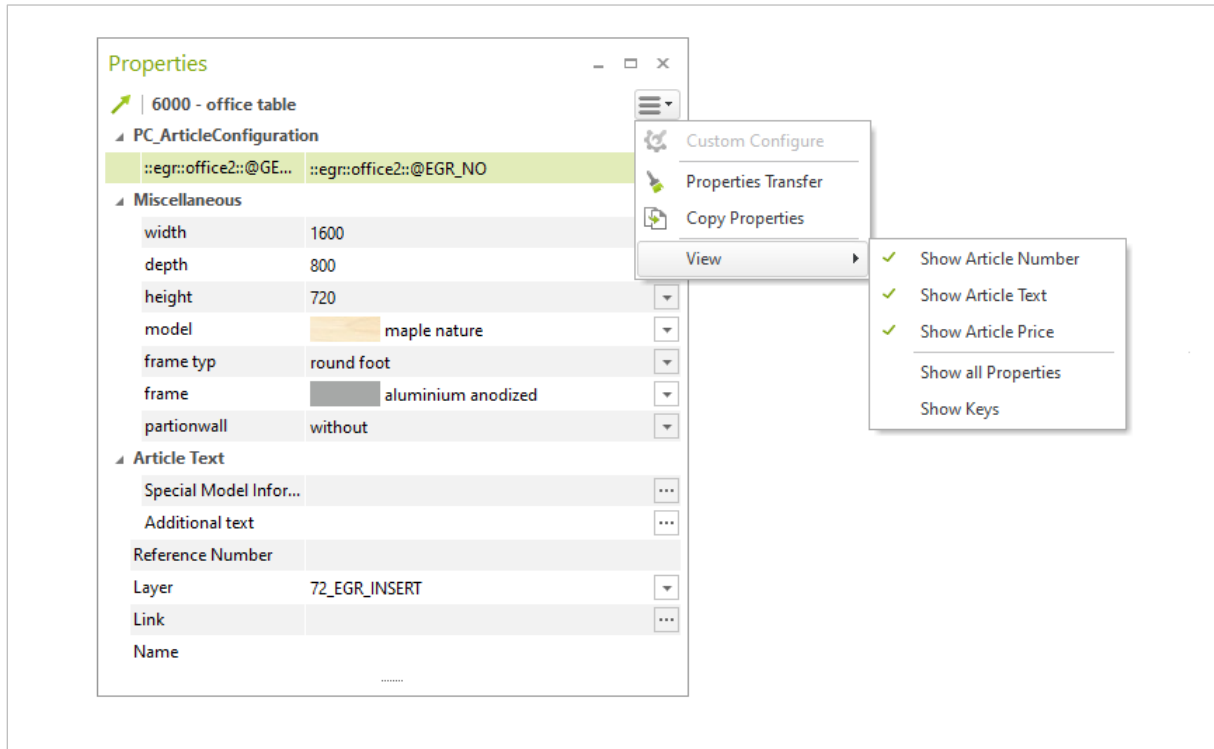 Properties
6000 - office table
PC_ArticleConfiguration
::egr::office2::@GE... ::egr::office2::@EGR_NO
Miscellaneous
width 1600
depth 800
height 720
model maple nature
frame typ round foot
frame aluminium anodized
partionwall without
Article Text
Special Model Infor...
Additional text
Reference Number
Layer 72_EGR_INSERT
Link
Name
Custom Configure
Properties Transfer
Copy Properties
View
Show Article Number
Show Article Text
Show Article Price
Show all Properties
Show Keys